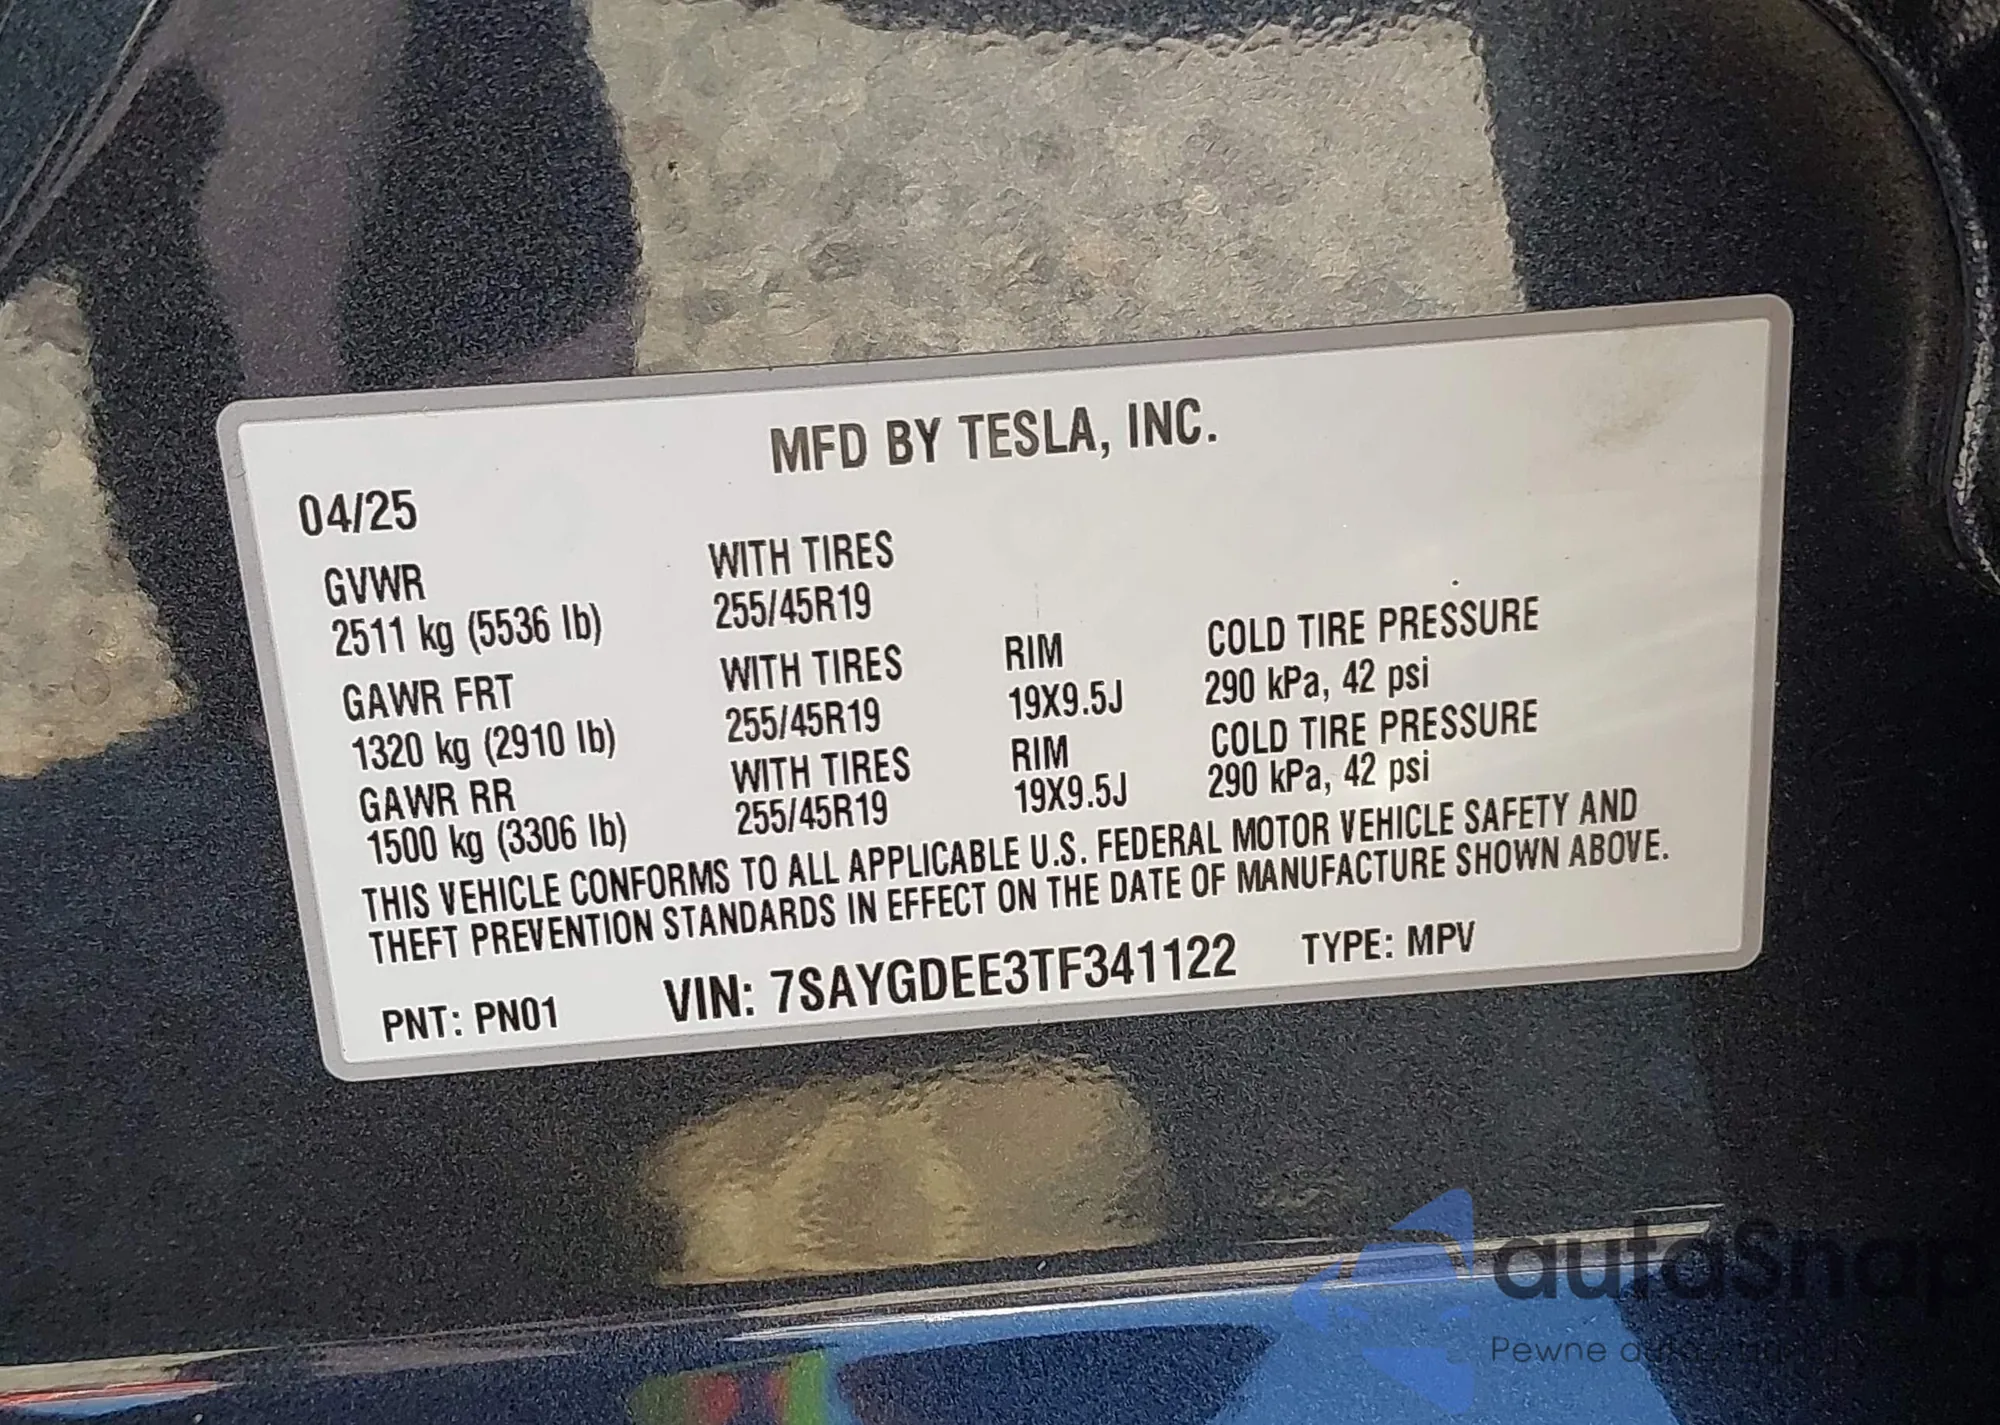 MFD BY TESLA, INC.
04/25
GVWR WITH TIRES
2511 kg (5536 lb) 255/45R19
GAWR FRT WITH TIRES RIM COLD TIRE PRESSURE
1320 kg (2910 lb) 255/45R19 19X9.5J 290 kPa, 42 psi
GAWR RR WITH TIRES RIM COLD TIRE PRESSURE
1500 kg (3306 lb) 255/45R19 19X9.5J 290 kPa, 42 psi
THIS VEHICLE CONFORMS TO ALL APPLICABLE U.S. FEDERAL MOTOR VEHICLE SAFETY AND
THEFT PREVENTION STANDARDS IN EFFECT ON THE DATE OF MANUFACTURE SHOWN ABOVE.
PNT: PN01 VIN: 7SAYGDEE3TF341122 TYPE: MPV
autoSnap
Pewne